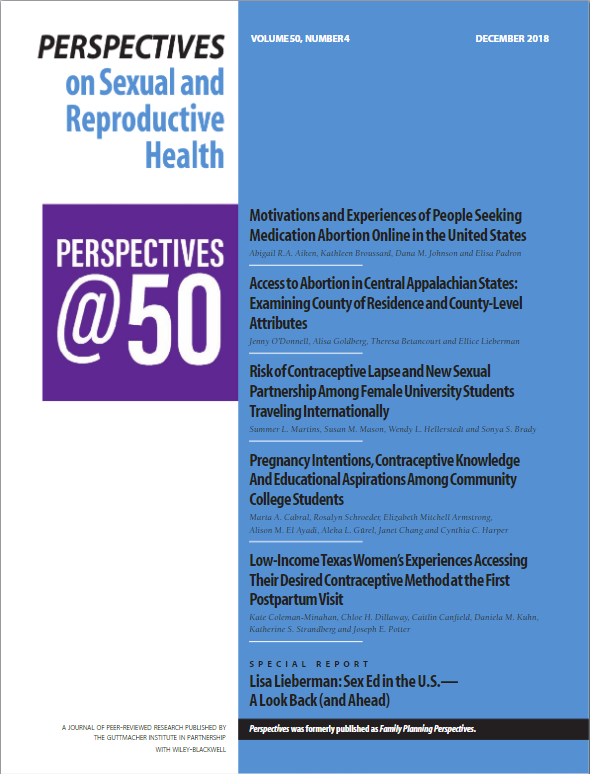 PERSPECTIVES
on Sexual and
Reproductive
Health
VOLUME 50, NUMBER 4
DECEMBER 2018
PERSPECTIVES
@50
Motivations and Experiences of People Seeking
Medication Abortion Online in the United States
Abigail R.A. Aiken, Kathleen Broussard, Dana M. Johnson and Elisa Padron
Access to Abortion in Central Appalachian States:
Examining County of Residence and County-Level
Attributes
Jenny O'Donnell, Alisa Goldberg, Theresa Betancourt and Ellice Lieberman
Risk of Contraceptive Lapse and New Sexual
Partnership Among Female University Students
Traveling Internationally
Summer L. Martins, Susan M. Mason, Wendy L. Hellerstedt and Sonya S. Brady
Pregnancy Intentions, Contraceptive Knowledge
And Educational Aspirations Among Community
College Students
Marta A. Cabral, Rosalyn Schroeder, Elizabeth Mitchell Armstrong,
Alison M. El Ayadi, Aleka L. Gürel, Janet Chang and Cynthia C. Harper
Low-Income Texas Women's Experiences Accessing
Their Desired Contraceptive Method at the First
Postpartum Visit
Kate Coleman-Minahan, Chloe H. Dillaway, Caitlin Canfield, Daniela M. Kuhn,
Katherine S. Strandberg and Joseph E. Potter
SPECIAL REPORT
Lisa Lieberman: Sex Ed in the U.S.—
A Look Back (and Ahead)
A JOURNAL OF PEER-REVIEWED RESEARCH PUBLISHED BY
THE GUTTMACHER INSTITUTE IN PARTNERSHIP
WITH WILEY-BLACKWELL
Perspectives was formerly published as Family Planning Perspectives.